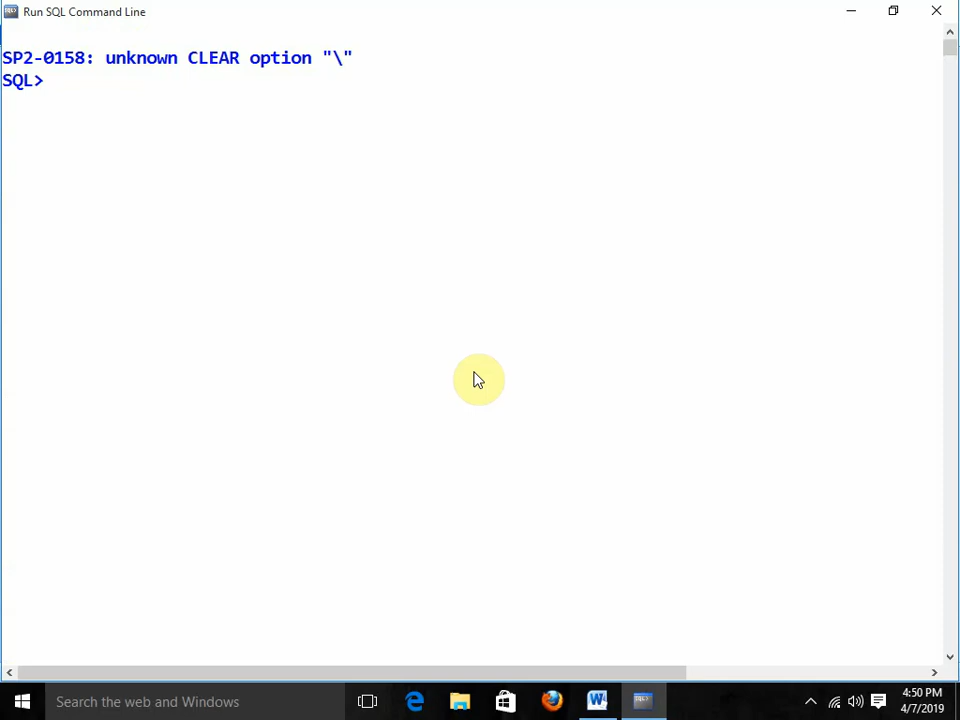 Run SQL Command Line
SP2-0158: unknown CLEAR option "\"
SQL>
Search the web and Windows
4:50 PM
4/7/2019